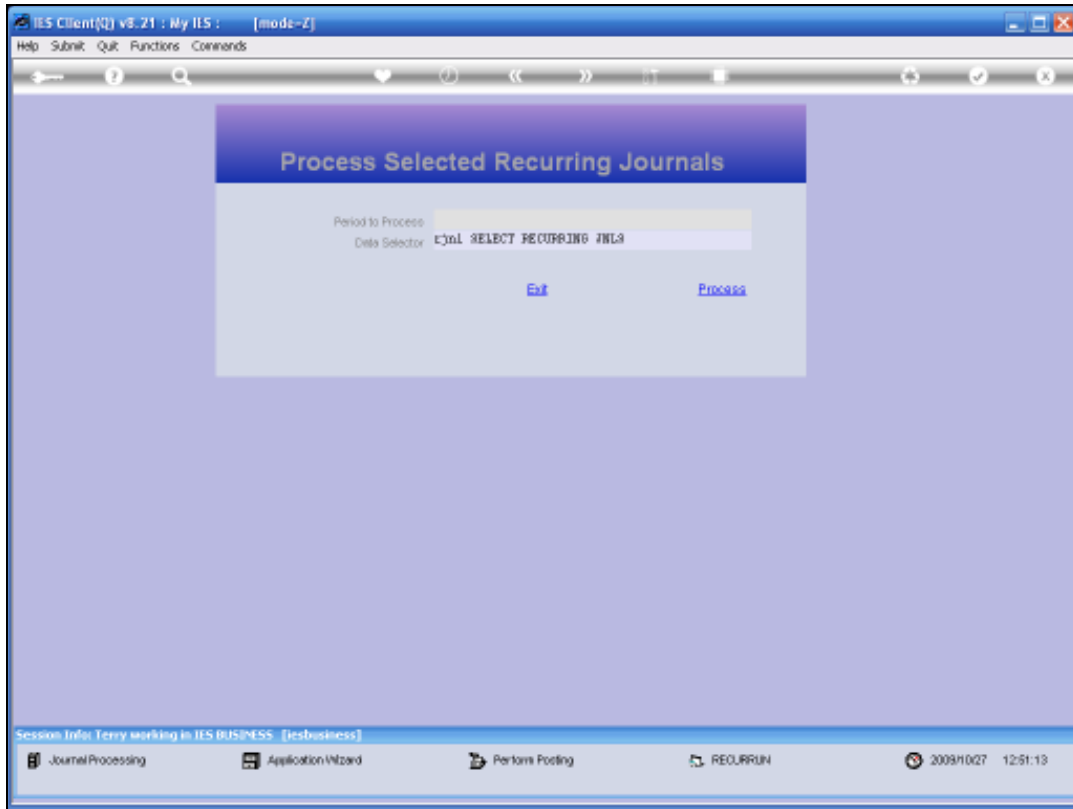 IES Client(Q) v8.21 : My IES :    [mode-Z]
Help Submit Quit Functions Commands
Process Selected Recurring Journals
Period to Process
Data Selector rjnl SELECT RECURRING JNLS
Exit Process
Session Info: Terry working in IES BUSINESS [iesbusiness]
Journal Processing Application Wizard Perform Posting RECURRUN 2009/10/27 12:51:13